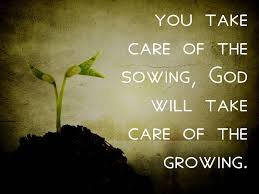 YOU TAKE
CARE OF THE
SOWING, GOD
WILL TAKE
CARE OF THE
GROWING.